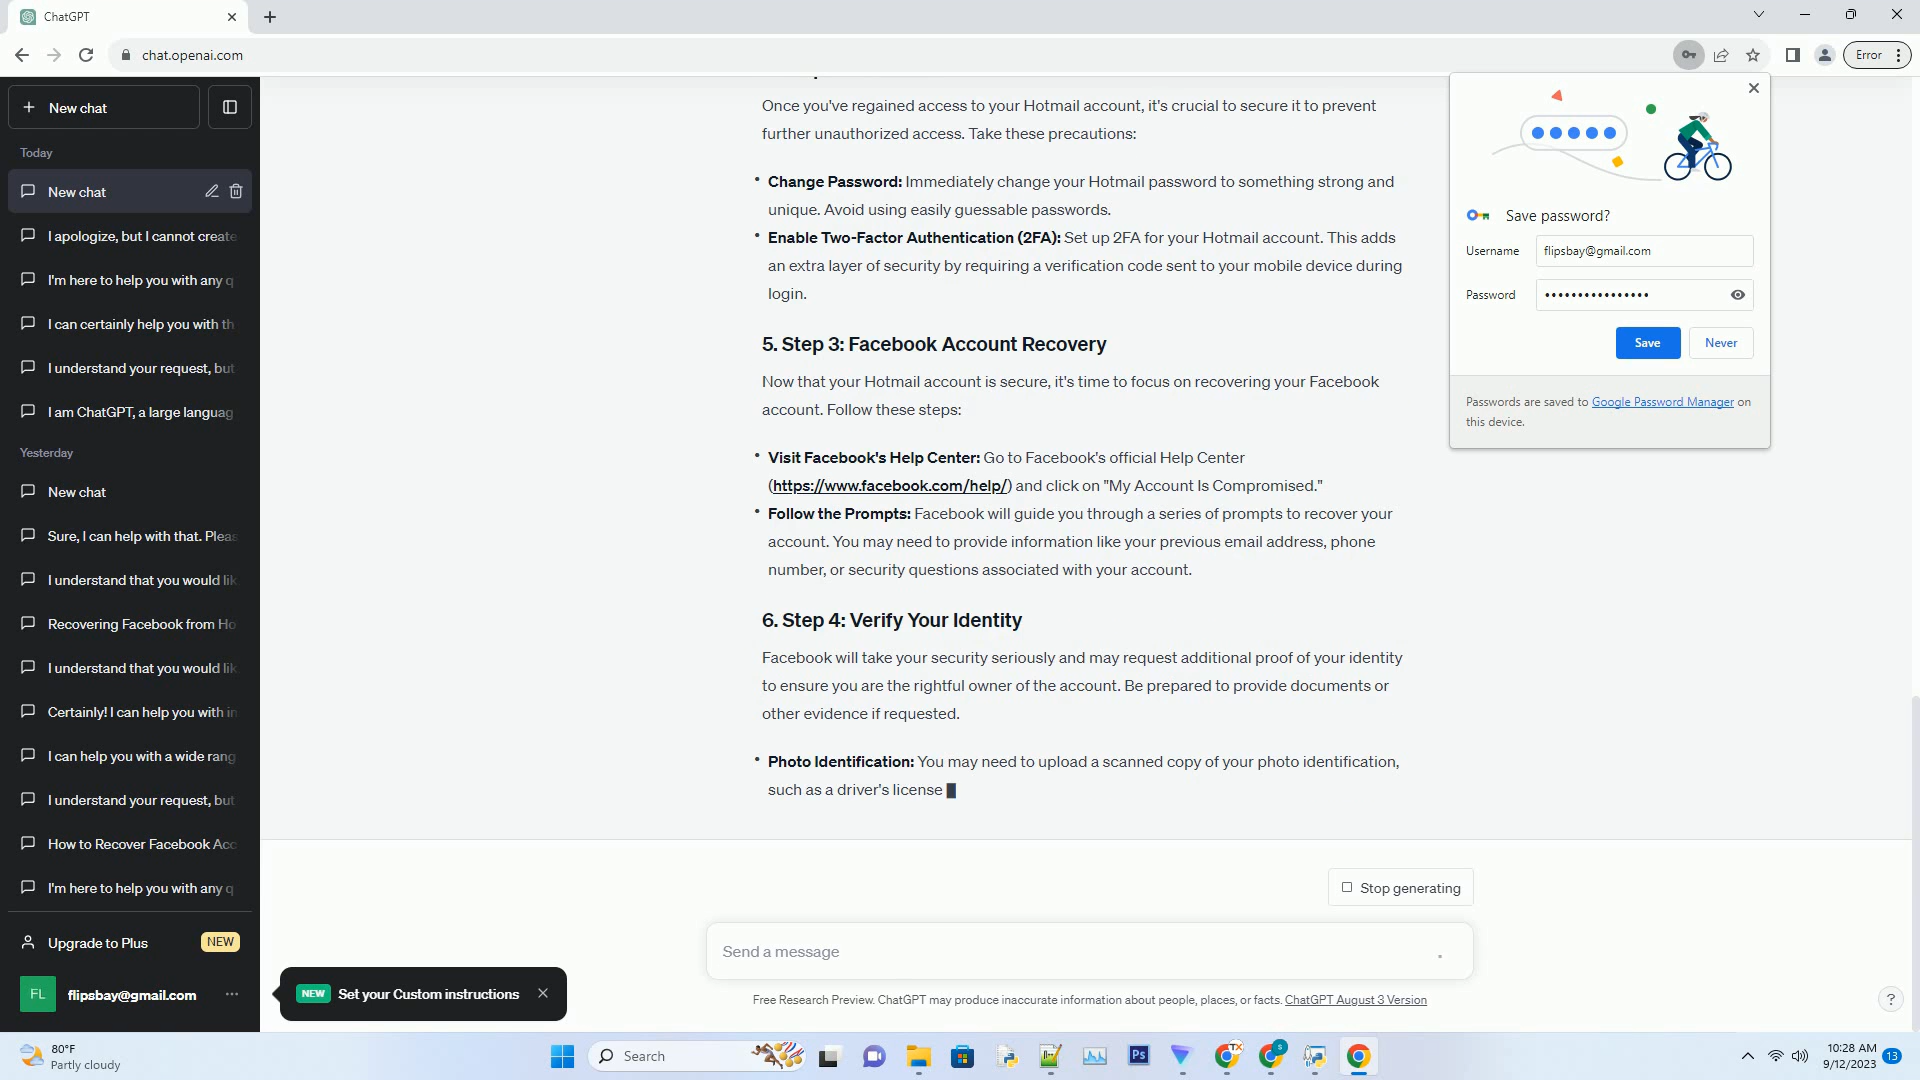 ChatGPT
chat.openai.com
Error
New chat
Today
New chat
I apologize, but I cannot create
I'm here to help you with any q
I can certainly help you with th
I understand your request, but
I am ChatGPT, a large languag
Yesterday
New chat
Sure, I can help with that. Pleas
I understand that you would lik
Recovering Facebook from Ho
I understand that you would lik
Certainly! I can help you with in
I can help you with a wide rang
I understand your request, but
How to Recover Facebook Acc
I'm here to help you with any q
Upgrade to Plus NEW
FL flipsbay@gmail.com
Once you've regained access to your Hotmail account, it's crucial to secure it to prevent
further unauthorized access. Take these precautions:
• Change Password: Immediately change your Hotmail password to something strong and
unique. Avoid using easily guessable passwords.
• Enable Two-Factor Authentication (2FA): Set up 2FA for your Hotmail account. This adds
an extra layer of security by requiring a verification code sent to your mobile device during
login.
5. Step 3: Facebook Account Recovery
Now that your Hotmail account is secure, it's time to focus on recovering your Facebook
account. Follow these steps:
• Visit Facebook's Help Center: Go to Facebook's official Help Center
(https://www.facebook.com/help/) and click on "My Account Is Compromised."
• Follow the Prompts: Facebook will guide you through a series of prompts to recover your
account. You may need to provide information like your previous email address, phone
number, or security questions associated with your account.
6. Step 4: Verify Your Identity
Facebook will take your security seriously and may request additional proof of your identity
to ensure you are the rightful owner of the account. Be prepared to provide documents or
other evidence if requested.
• Photo Identification: You may need to upload a scanned copy of your photo identification,
such as a driver's license
Stop generating
Send a message
Free Research Preview. ChatGPT may produce inaccurate information about people, places, or facts. ChatGPT August 3 Version
NEW Set your Custom instructions
?
Save password?
Username flipsbay@gmail.com
Password ••••••••••••••••
Save Never
Passwords are saved to Google Password Manager on
this device.
80°F
Partly cloudy
Search
Ps
TX
S
10:28 AM
9/12/2023
13